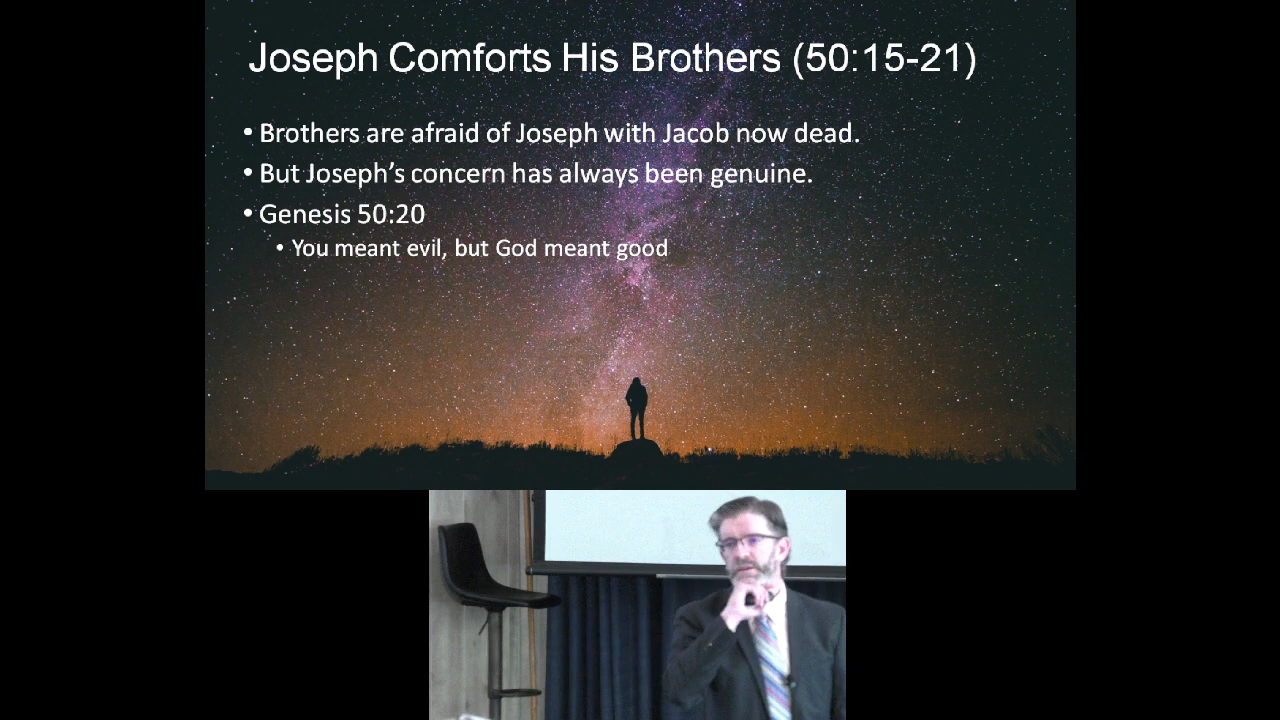 Joseph Comforts His Brothers (50:15-21)
• Brothers are afraid of Joseph with Jacob now dead.
• But Joseph’s concern has always been genuine.
• Genesis 50:20
• You meant evil, but God meant good